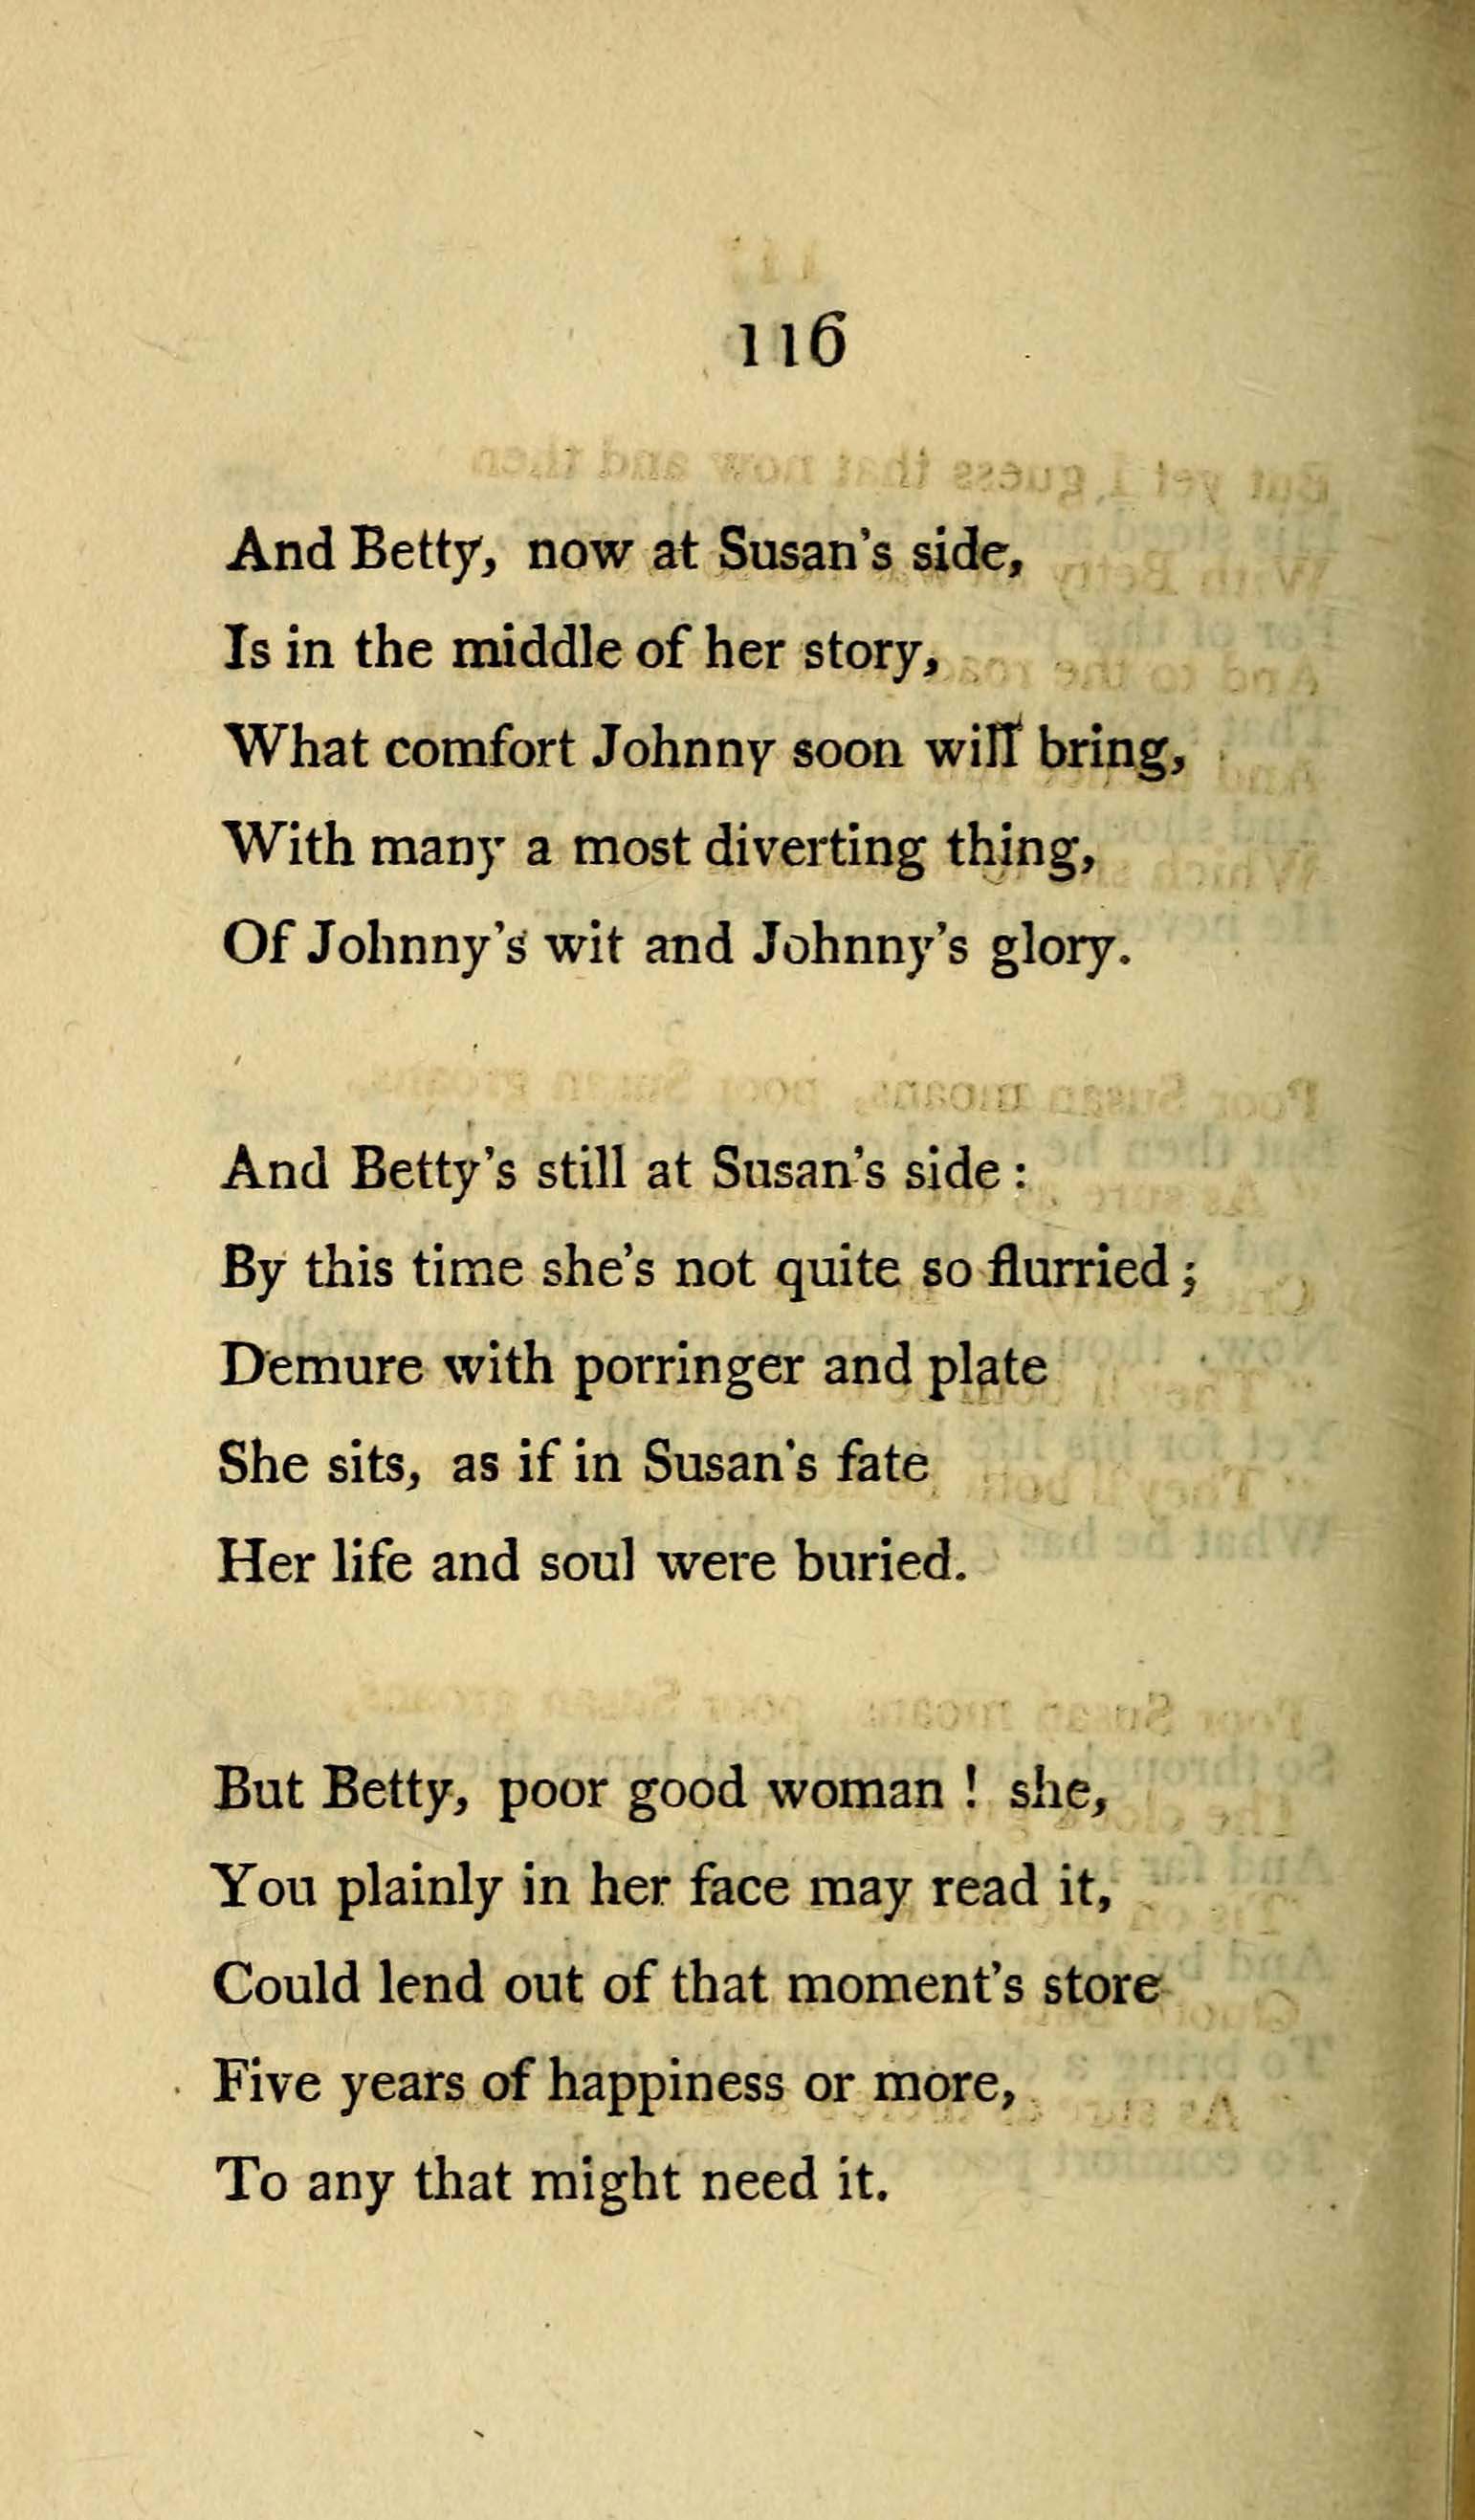 116
And Betty, now at Susan's side,
Is in the middle of her story,
What comfort Johnny soon will bring,
With many a most diverting thing,
Of Johnny's wit and Johnny's glory.
And Betty's still at Susan's side :
By this time she's not quite so flurried ;
Demure with porringer and plate
She sits, as if in Susan's fate
Her life and soul were buried.
But Betty, poor good woman ! she,
You plainly in her face may read it,
Could lend out of that moment's store
Five years of happiness or more,
To any that might need it.